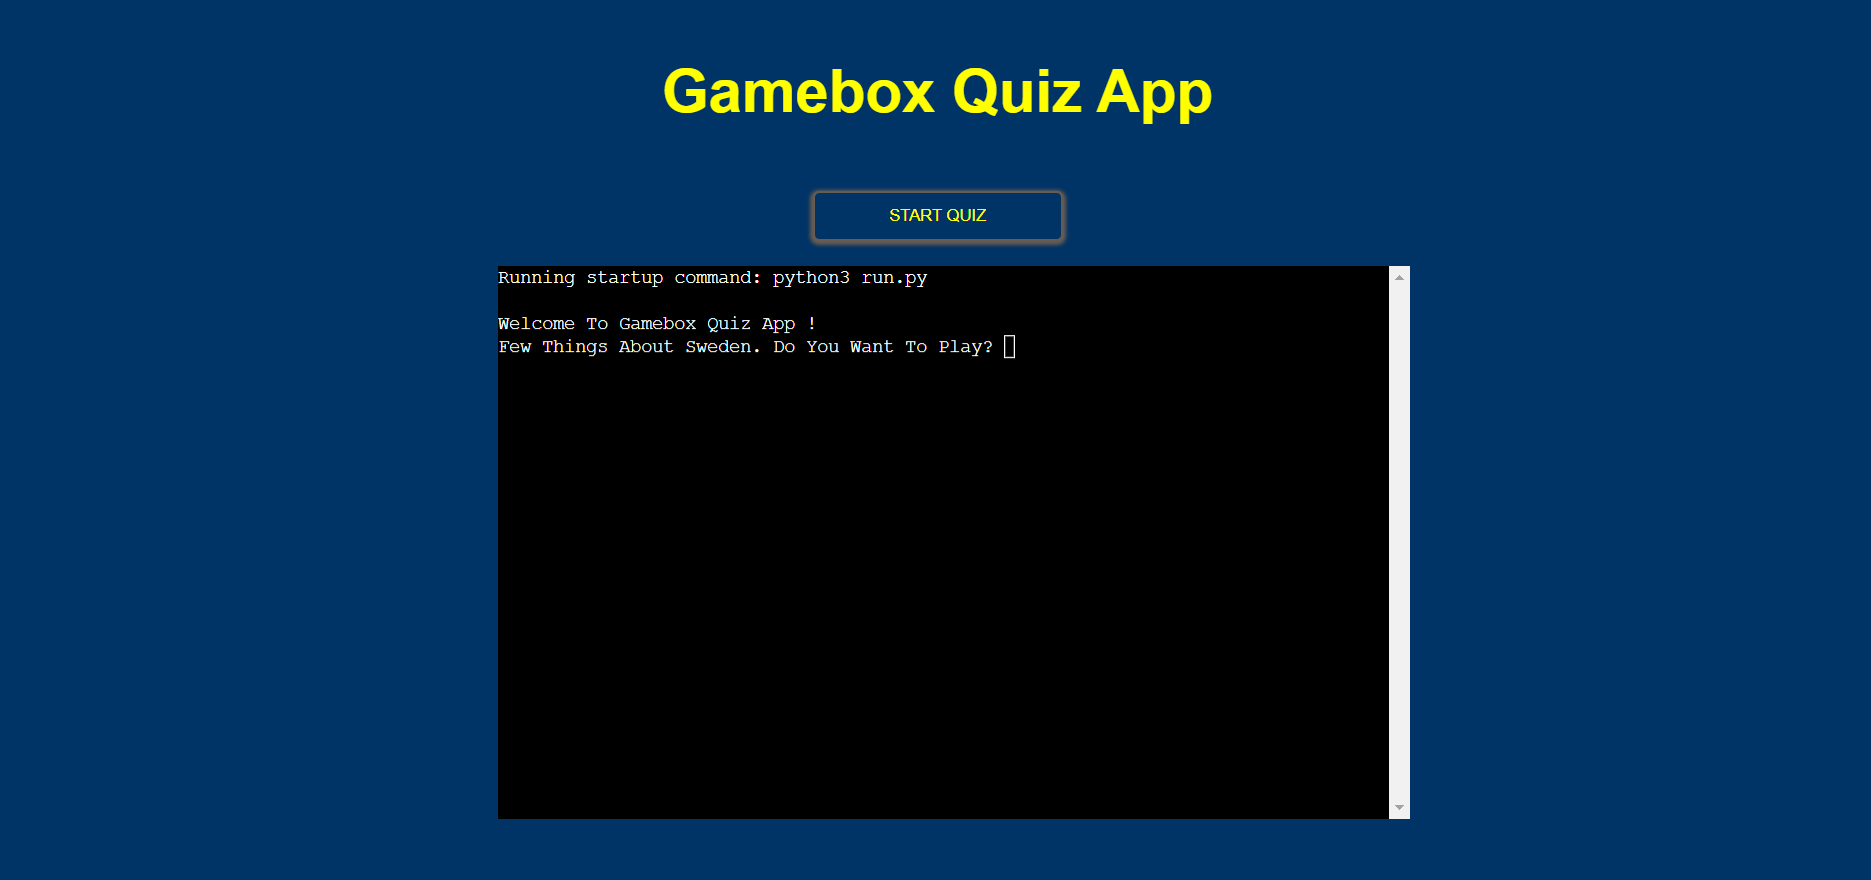 Gamebox Quiz App
START QUIZ
Running startup command: python3 run.py
Welcome To Gamebox Quiz App !
Few Things About Sweden. Do You Want To Play?